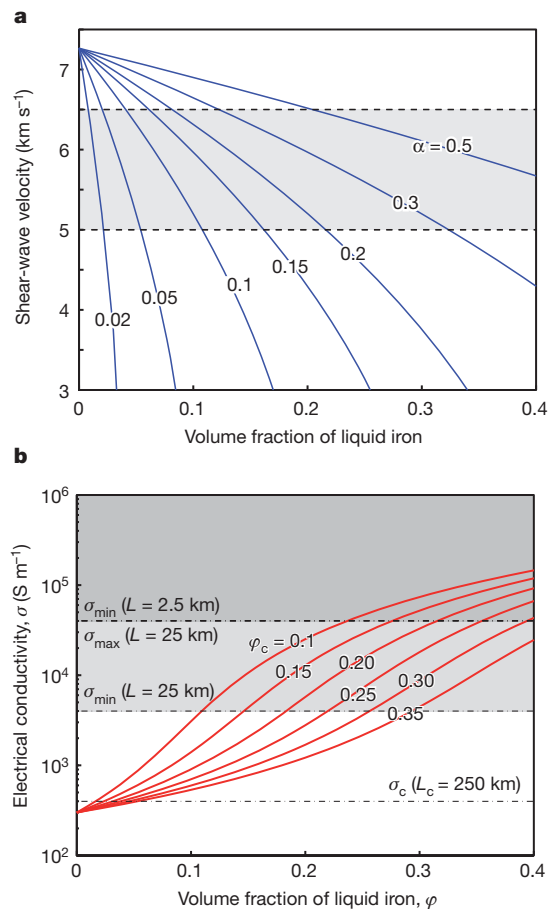 a
Shear-wave velocity (km s⁻¹)
7
6
5
4
3
α = 0.5
0.3
0.2
0.15
0.1
0.05
0.02
0 0.1 0.2 0.3 0.4
Volume fraction of liquid iron
b
Electrical conductivity, σ (S m⁻¹)
10⁶
10⁵
10⁴
10³
10²
σmin (L = 2.5 km)
σmax (L = 25 km)
σmin (L = 25 km)
σc (Lc = 250 km)
φc = 0.1
0.15
0.20
0.25
0.30
0.35
0 0.1 0.2 0.3 0.4
Volume fraction of liquid iron, φ